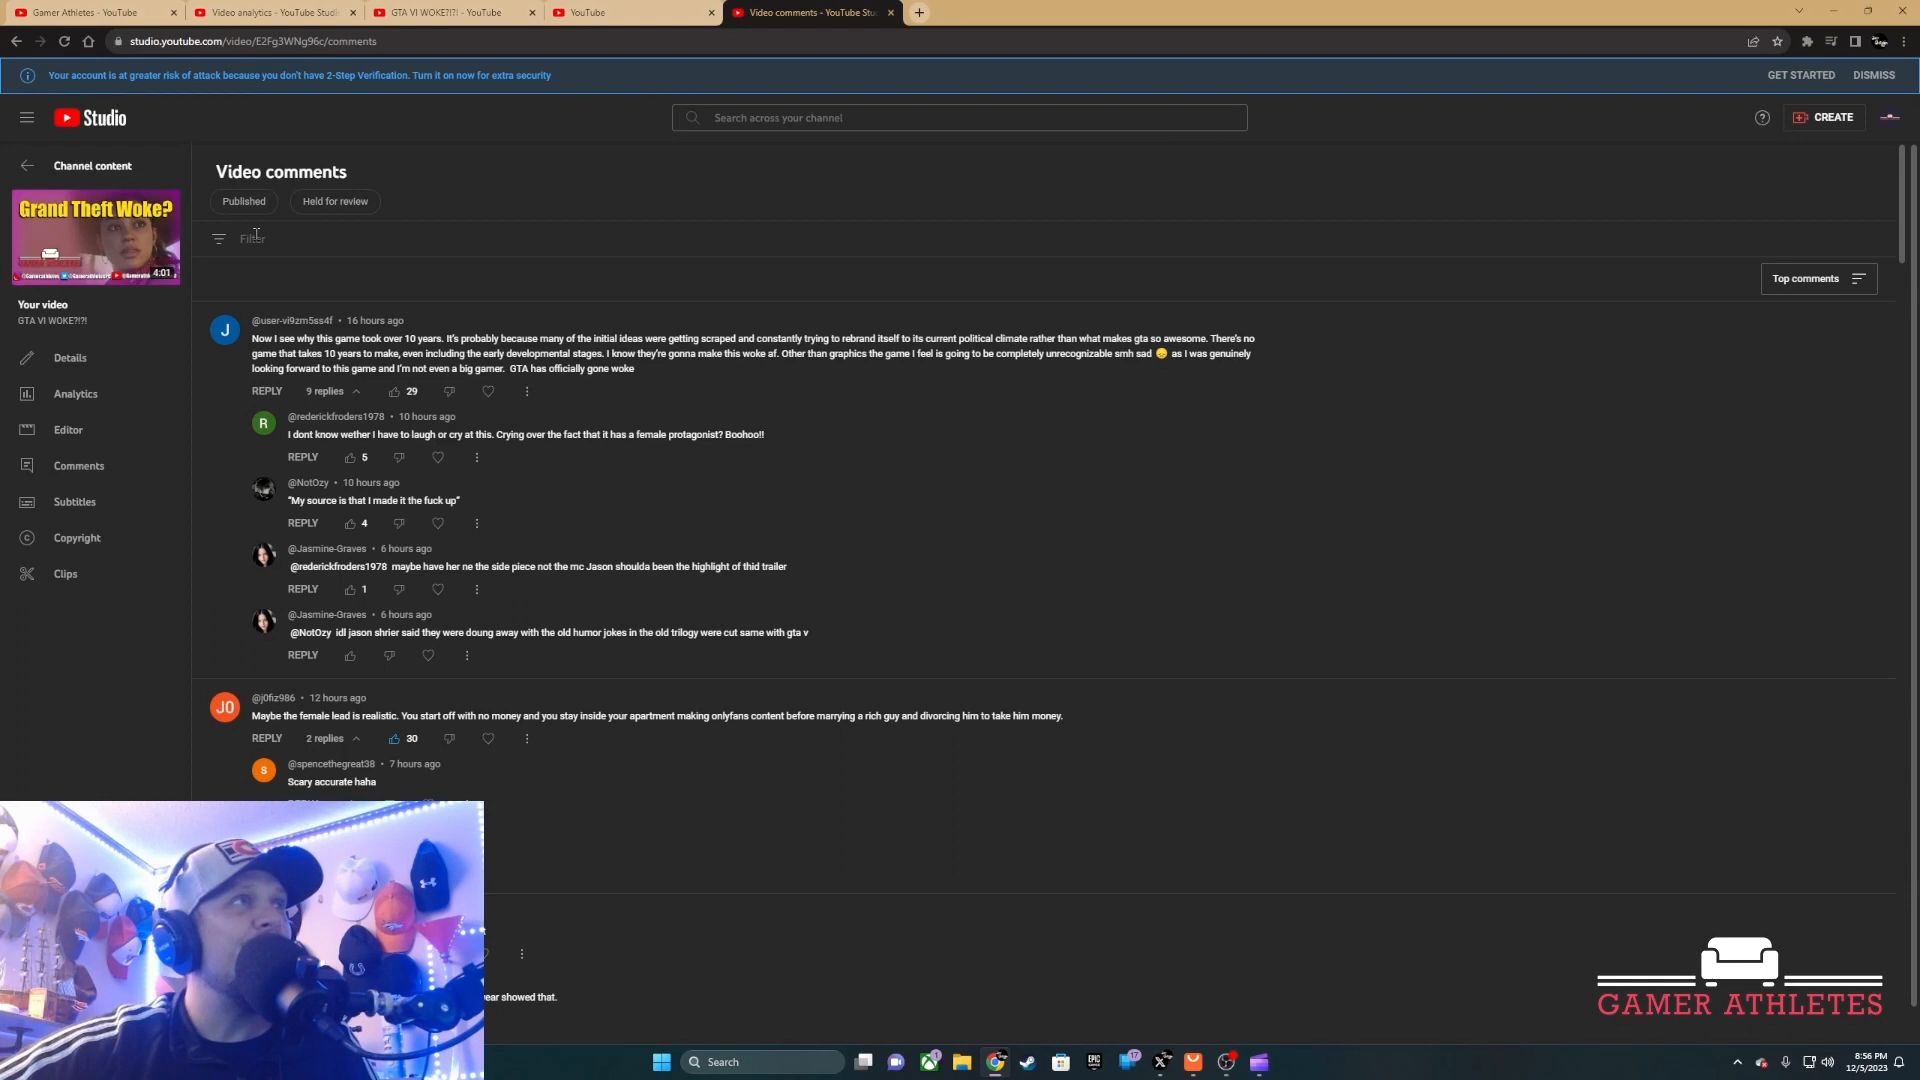 Gamer Athletes - YouTube
Video analytics - YouTube Studi
GTA VI WOKE?!?! - YouTube
YouTube
Video comments - YouTube Stu
studio.youtube.com/video/E2Fg3WNg96c/comments
Your account is at greater risk of attack because you don't have 2-Step Verification. Turn it on now for extra security
GET STARTED
DISMISS
Studio
Search across your channel
CREATE
Channel content
Grand Theft Woke?
4:01
Your video
GTA VI WOKE?!?!
Details
Analytics
Editor
Comments
Subtitles
Copyright
Clips
Video comments
Published
Held for review
Filter
Top comments
J
@user-vi9zm5ss4f • 16 hours ago
Now I see why this game took over 10 years. It's probably because many of the initial ideas were getting scraped and constantly trying to rebrand itself to its current political climate rather than what makes gta so awesome. There's no
game that takes 10 years to make, even including the early developmental stages. I know they're gonna make this woke af. Other than graphics the game I feel is going to be completely unrecognizable smh sad 😞 as I was genuinely
looking forward to this game and I'm not even a big gamer. GTA has officially gone woke
REPLY 9 replies 29
R
@rederickfroders1978 • 10 hours ago
I dont know wether I have to laugh or cry at this. Crying over the fact that it has a female protagonist? Boohoo!!
REPLY 5
@NotOzy • 10 hours ago
"My source is that I made it the fuck up"
REPLY 4
@Jasmine-Graves • 6 hours ago
@rederickfroders1978 maybe have her ne the side piece not the mc Jason shoulda been the highlight of thid trailer
REPLY 1
@Jasmine-Graves • 6 hours ago
@NotOzy idl jason shrier said they were doung away with the old humor jokes in the old trilogy were cut same with gta v
REPLY
J0
@j0fiz986 • 12 hours ago
Maybe the female lead is realistic. You start off with no money and you stay inside your apartment making onlyfans content before marrying a rich guy and divorcing him to take him money.
REPLY 2 replies 30
S
@spencethegreat38 • 7 hours ago
Scary accurate haha
ear showed that.
GAMER ATHLETES
Search
1
EPIC
17
8:56 PM
12/5/2023